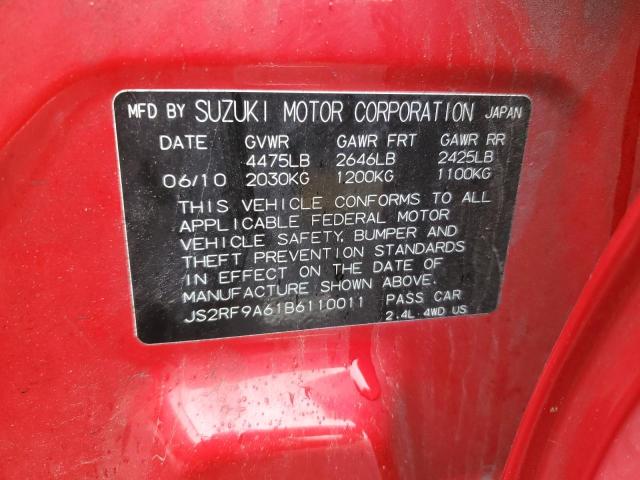 MFD BY SUZUKI MOTOR CORPORATION JAPAN
DATE GVWR GAWR FRT GAWR RR
4475LB 2646LB 2425LB
06/10 2030KG 1200KG 1100KG
THIS VEHICLE CONFORMS TO ALL
APPLICABLE FEDERAL MOTOR
VEHICLE SAFETY, BUMPER AND
THEFT PREVENTION STANDARDS
IN EFFECT ON THE DATE OF
MANUFACTURE SHOWN ABOVE.
JS2RF9A61B6110011 PASS CAR
2.4L·4WD US